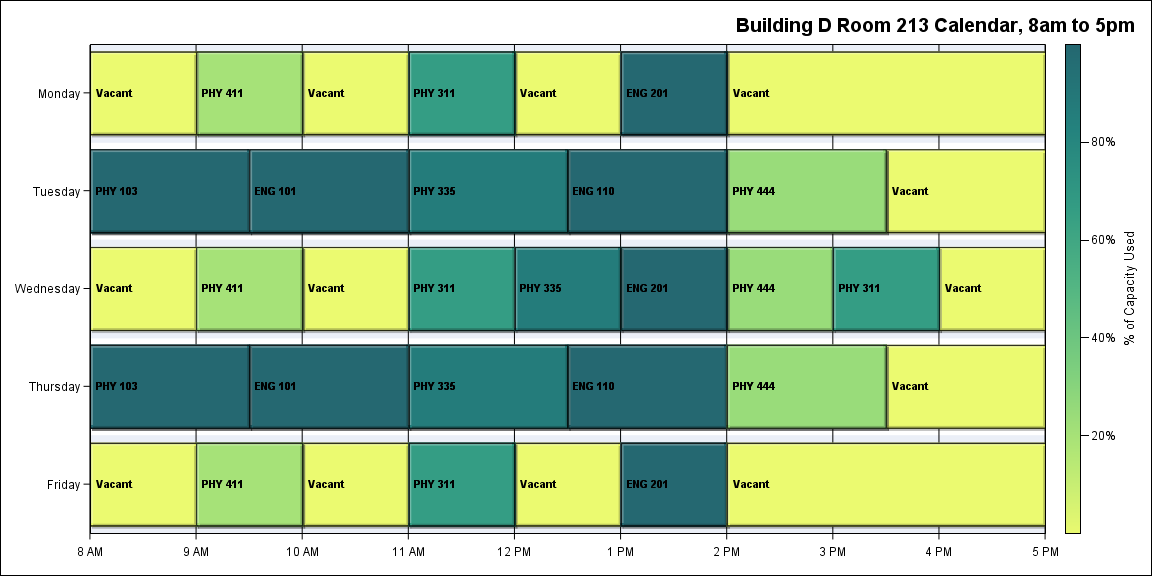 Building D Room 213 Calendar, 8am to 5pm
Monday
Vacant
PHY 411
Vacant
PHY 311
Vacant
ENG 201
Vacant
Tuesday
PHY 103
ENG 101
PHY 335
ENG 110
PHY 444
Vacant
Wednesday
Vacant
PHY 411
Vacant
PHY 311
PHY 335
ENG 201
PHY 444
PHY 311
Vacant
Thursday
PHY 103
ENG 101
PHY 335
ENG 110
PHY 444
Vacant
Friday
Vacant
PHY 411
Vacant
PHY 311
Vacant
ENG 201
Vacant
8 AM
9 AM
10 AM
11 AM
12 PM
1 PM
2 PM
3 PM
4 PM
5 PM
80%
60%
40%
20%
% of Capacity Used